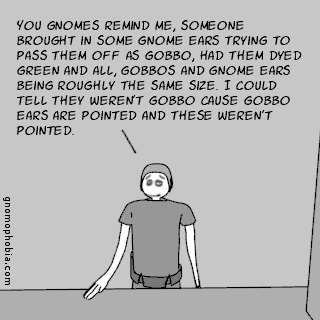 You gnomes remind me, someone
brought in some gnome ears trying to
pass them off as gobbo, had them dyed
green and all, gobbos and gnome ears
being roughly the same size. I could
tell they weren't gobbo cause gobbo
ears are pointed and these weren't
pointed.
gnomophobia.com